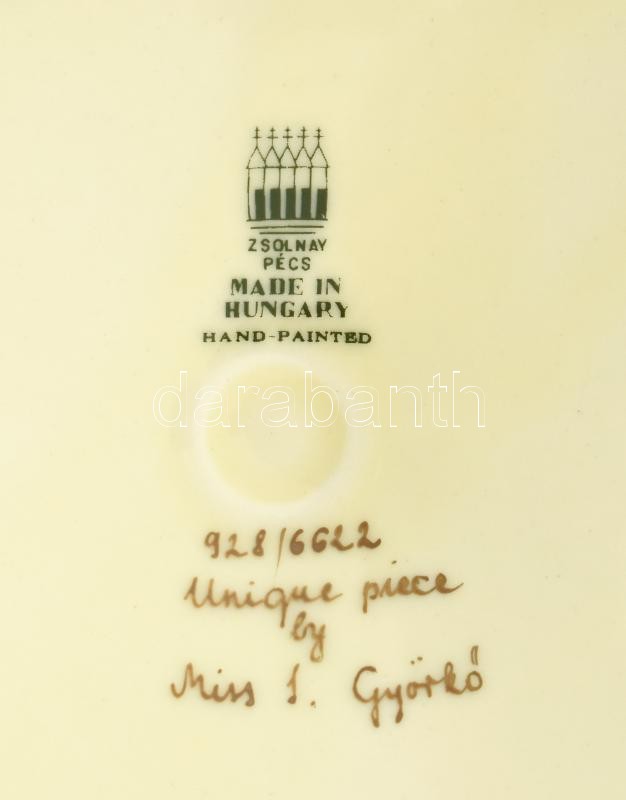 ZSOLNAY
PÉCS
MADE IN
HUNGARY
HAND-PAINTED
darabanth
928/6622
Unique piece
by
Miss I. Györkő